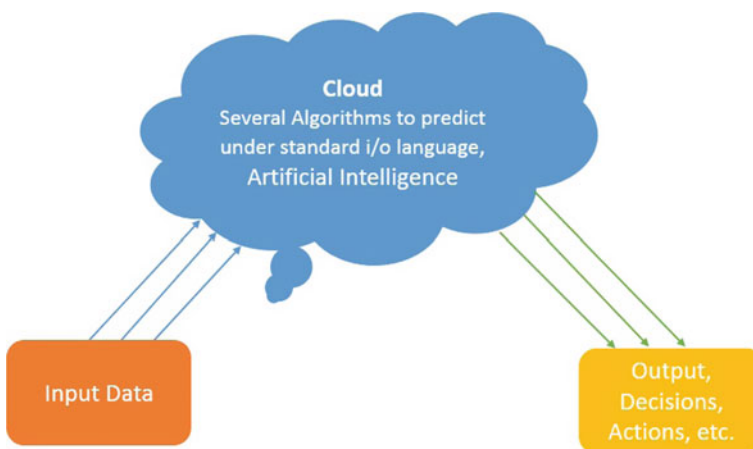 Cloud
Several Algorithms to predict
under standard i/o language,
Artificial Intelligence
Input Data
Output,
Decisions,
Actions, etc.